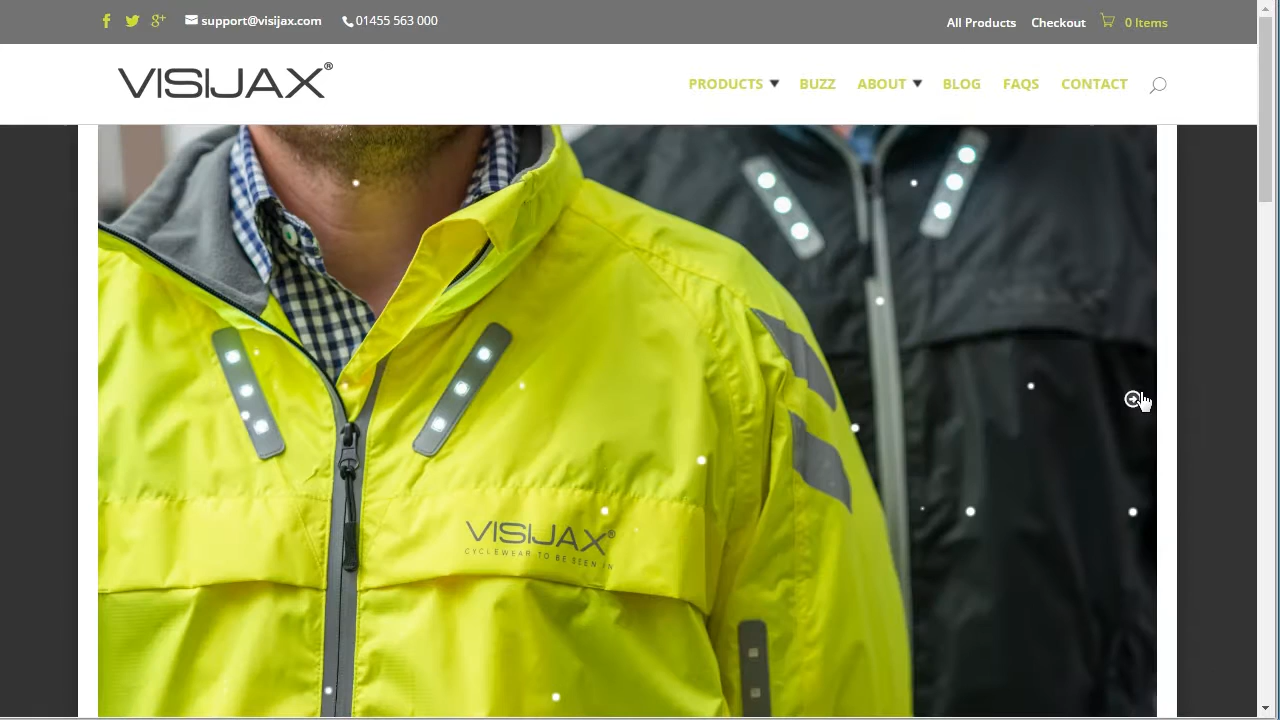 support@visijax.com 01455 563 000 All Products Checkout 0 Items
VISIJAX® PRODUCTS BUZZ ABOUT BLOG FAQS CONTACT
VISIJAX®
CYCLEWEAR TO BE SEEN IN